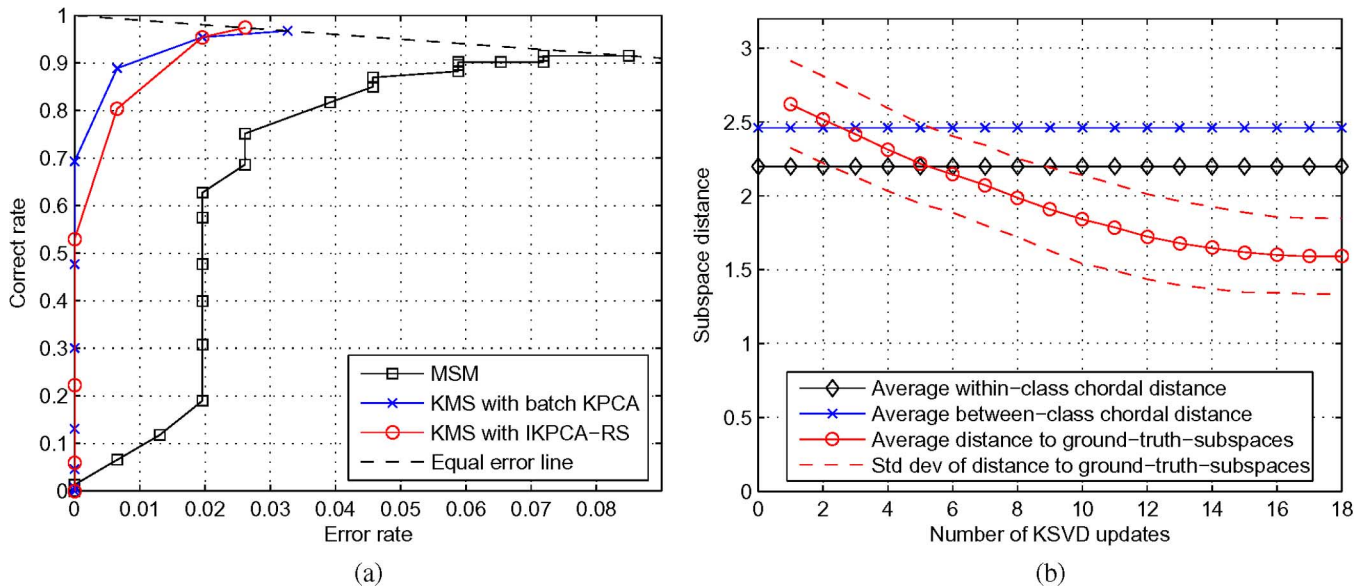 1
0.9
0.8
0.7
0.6
0.5
0.4
0.3
0.2
0.1
0
Correct rate
0
0.01
0.02
0.03
0.04
0.05
0.06
0.07
0.08
Error rate
MSM
KMS with batch KPCA
KMS with IKPCA-RS
Equal error line
(a)
3
2.5
2
1.5
1
0.5
0
Subspace distance
0
2
4
6
8
10
12
14
16
18
Number of KSVD updates
Average within-class chordal distance
Average between-class chordal distance
Average distance to ground-truth-subspaces
Std dev of distance to ground-truth-subspaces
(b)